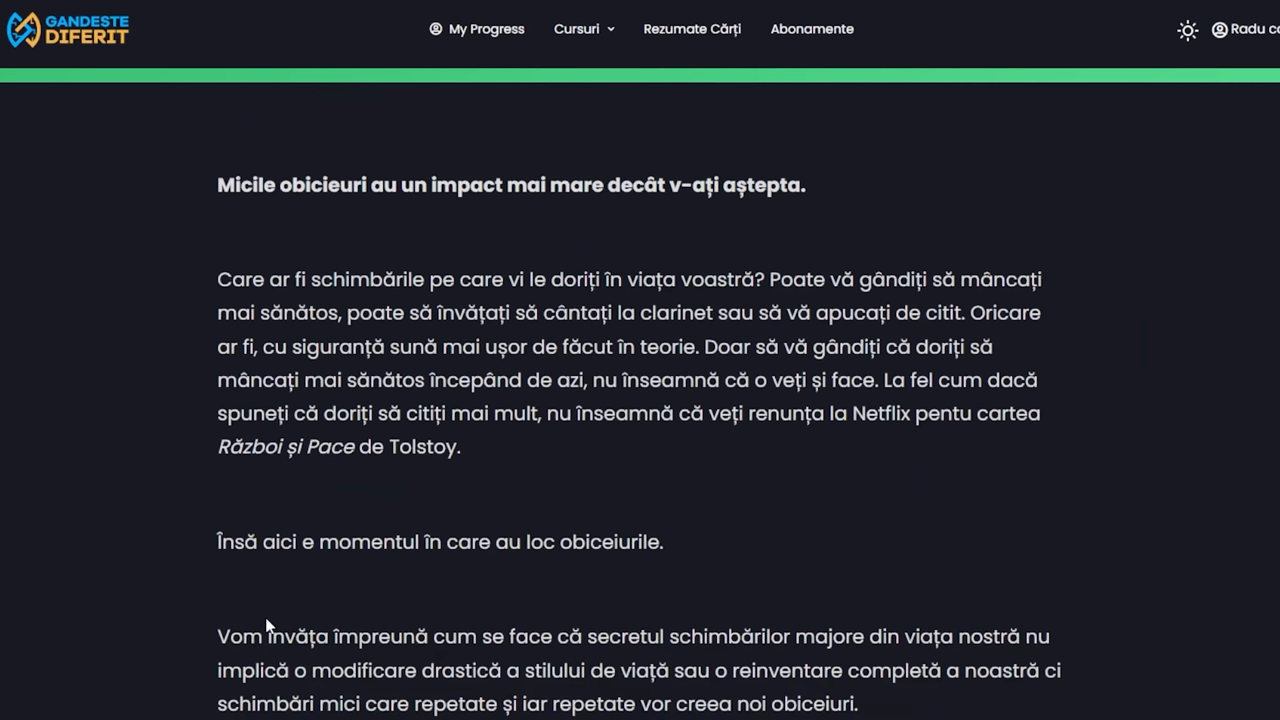 GANDESTE
DIFERIT
My Progress
Cursuri
Rezumate Cărți
Abonamente
Radu
Micile obicieuri au un impact mai mare decât v-ați aștepta.
Care ar fi schimbările pe care vi le doriți în viața voastră? Poate vă gândiți să mâncați
mai sănătos, poate să învățați să cântați la clarinet sau să vă apucați de citit. Oricare
ar fi, cu siguranță sună mai ușor de făcut în teorie. Doar să vă gândiți că doriți să
mâncați mai sănătos începând de azi, nu înseamnă că o veți și face. La fel cum dacă
spuneți că doriți să citiți mai mult, nu înseamnă că veți renunța la Netflix pentu cartea
Război și Pace de Tolstoy.
Însă aici e momentul în care au loc obiceiurile.
Vom învăța împreună cum se face că secretul schimbărilor majore din viața nostră nu
implică o modificare drastică a stilului de viață sau o reinventare completă a noastră ci
schimbări mici care repetate și iar repetate vor creea noi obiceiuri.